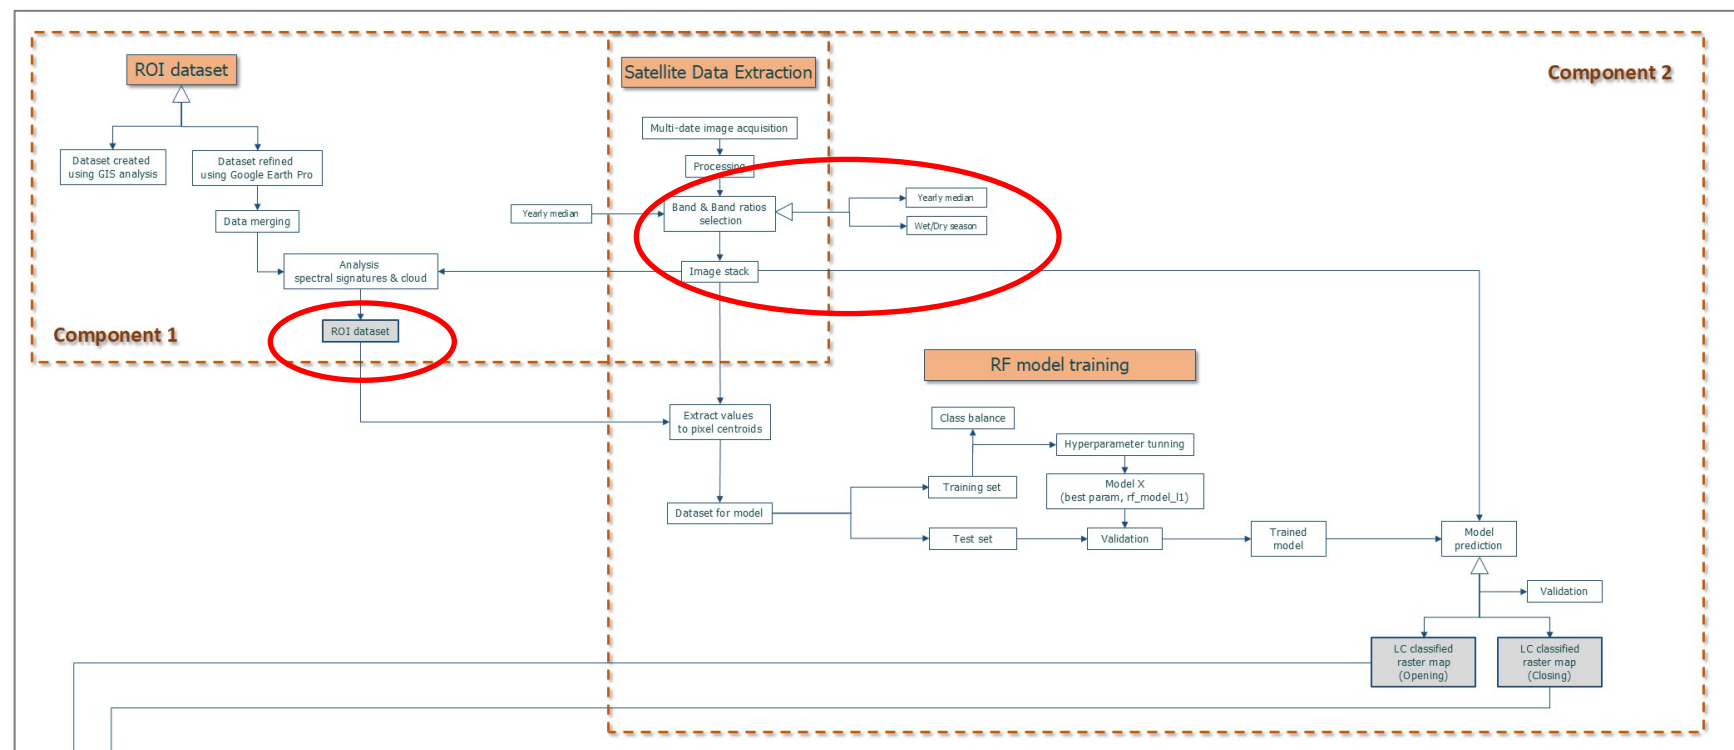 ROI dataset
Satellite Data Extraction
Component 2
Multi-date image acquisition
Dataset created
using GIS analysis
Dataset refined
using Google Earth Pro
Processing
Data merging
Yearly median
Band & Band ratios
selection
Yearly median
Wet/Dry season
Analysis
spectral signatures & cloud
Image stack
Component 1
ROI dataset
RF model training
Extract values
to pixel centroids
Class balance
Hyperparameter tunning
Training set
Model X
(best param, rf_model_l1)
Dataset for model
Test set
Validation
Trained
model
Model
prediction
Validation
LC classified
raster map
(Opening)
LC classified
raster map
(Closing)